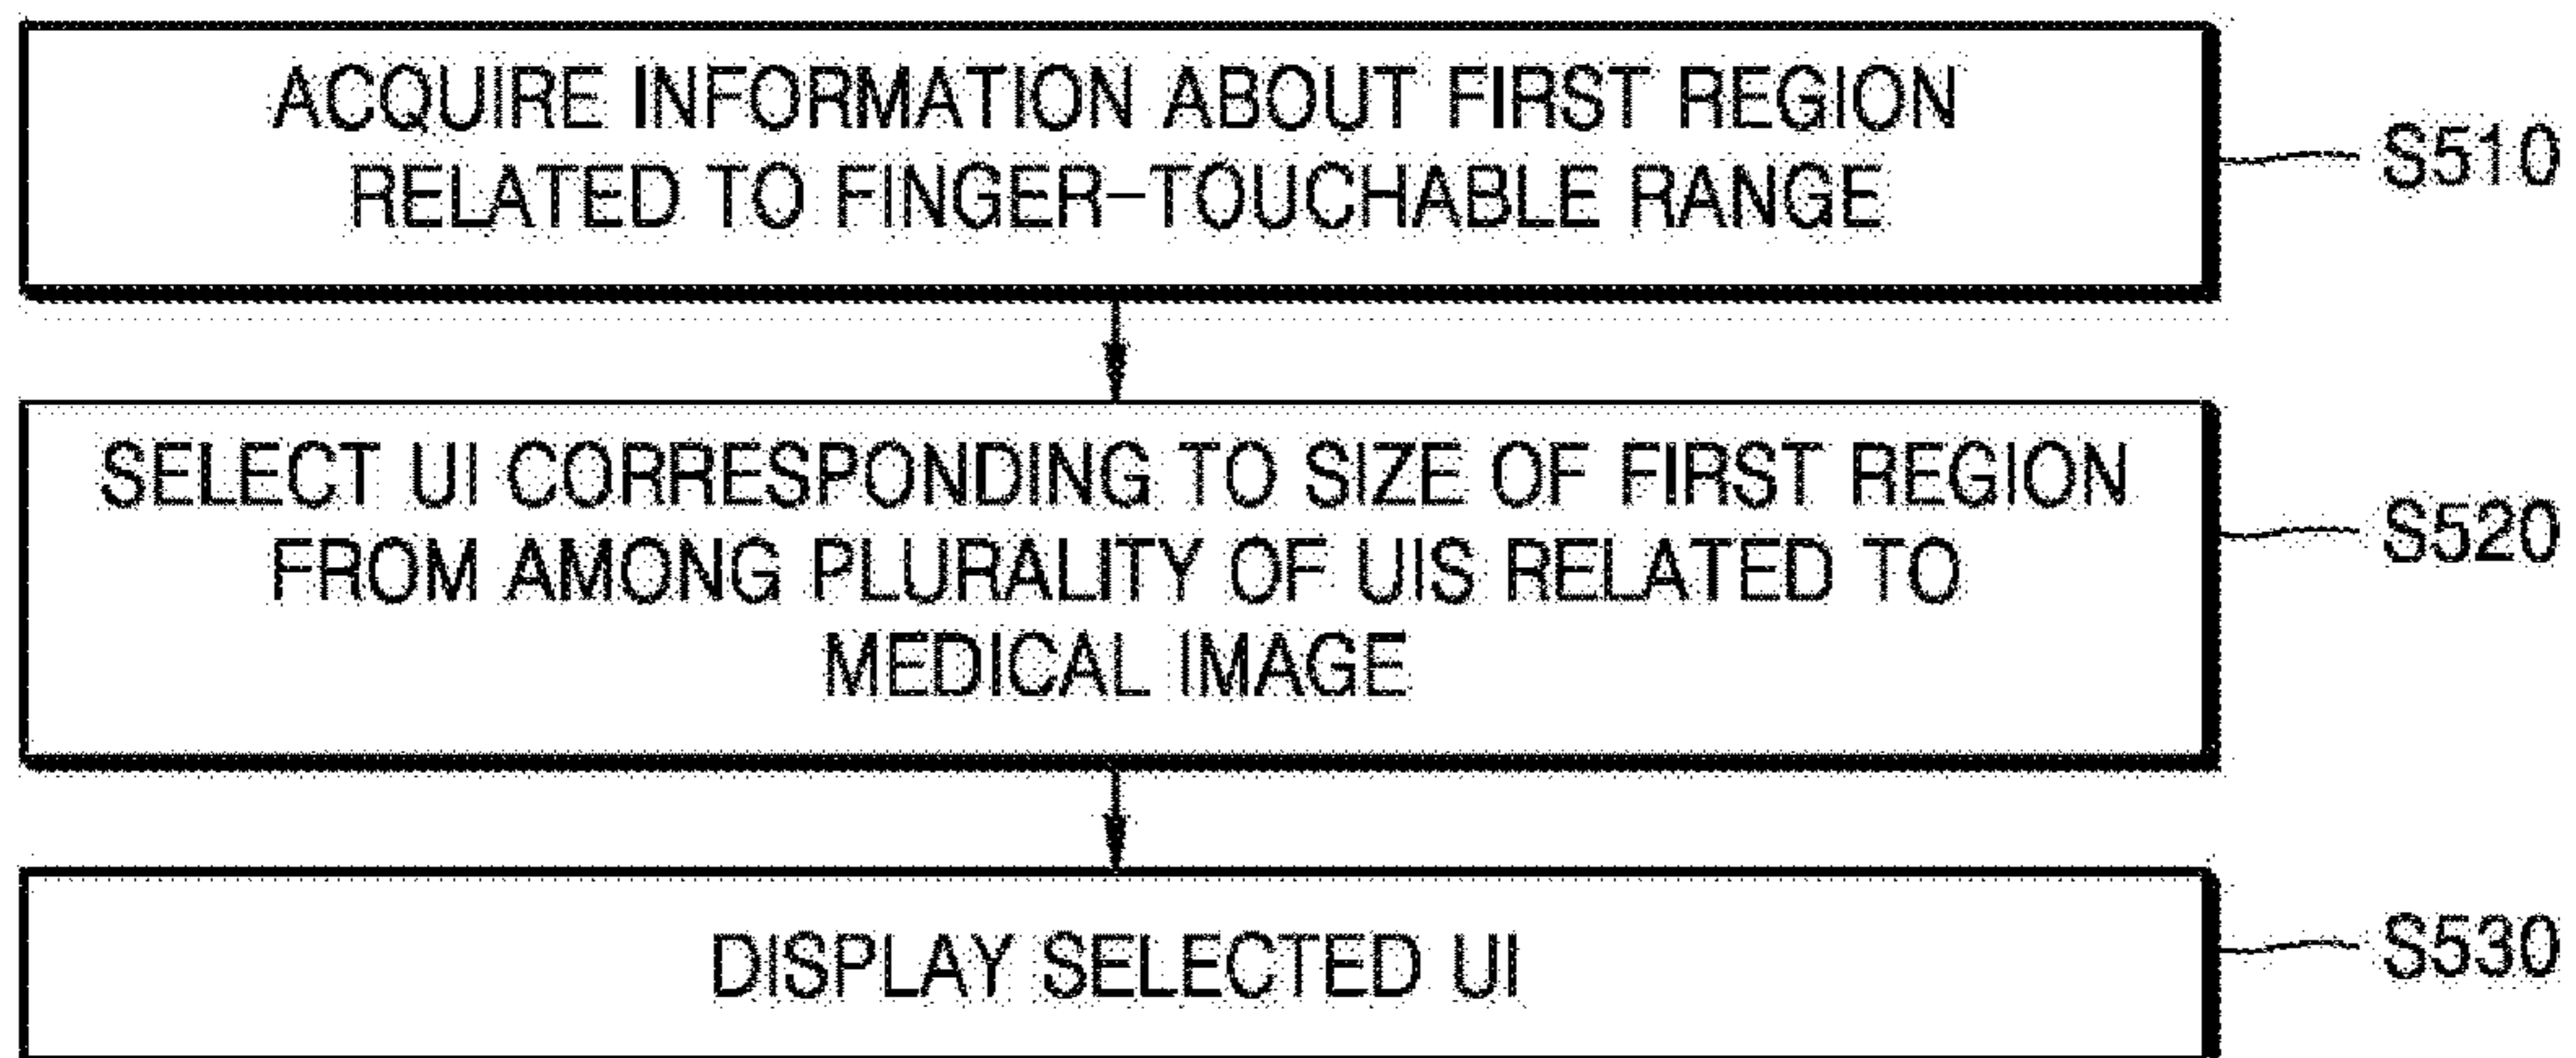 ACQUIRE INFORMATION ABOUT FIRST REGION
RELATED TO FINGER-TOUCHABLE RANGE
S510
SELECT UI CORRESPONDING TO SIZE OF FIRST REGION
FROM AMONG PLURALITY OF UIS RELATED TO
MEDICAL IMAGE
S520
DISPLAY SELECTED UI
S530